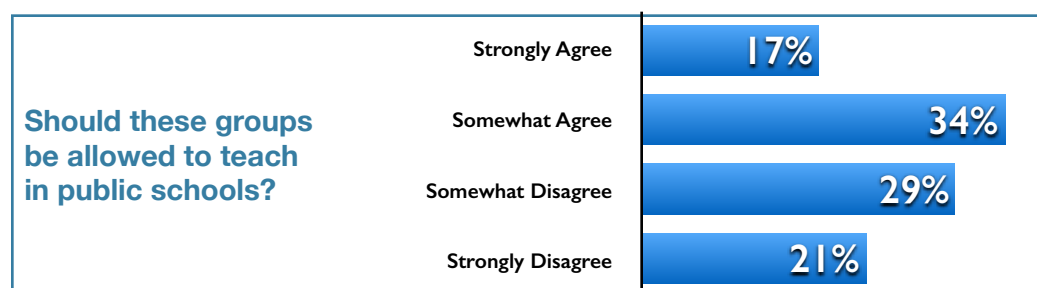 Should these groups
be allowed to teach
in public schools?
Strongly Agree 17%
Somewhat Agree 34%
Somewhat Disagree 29%
Strongly Disagree 21%